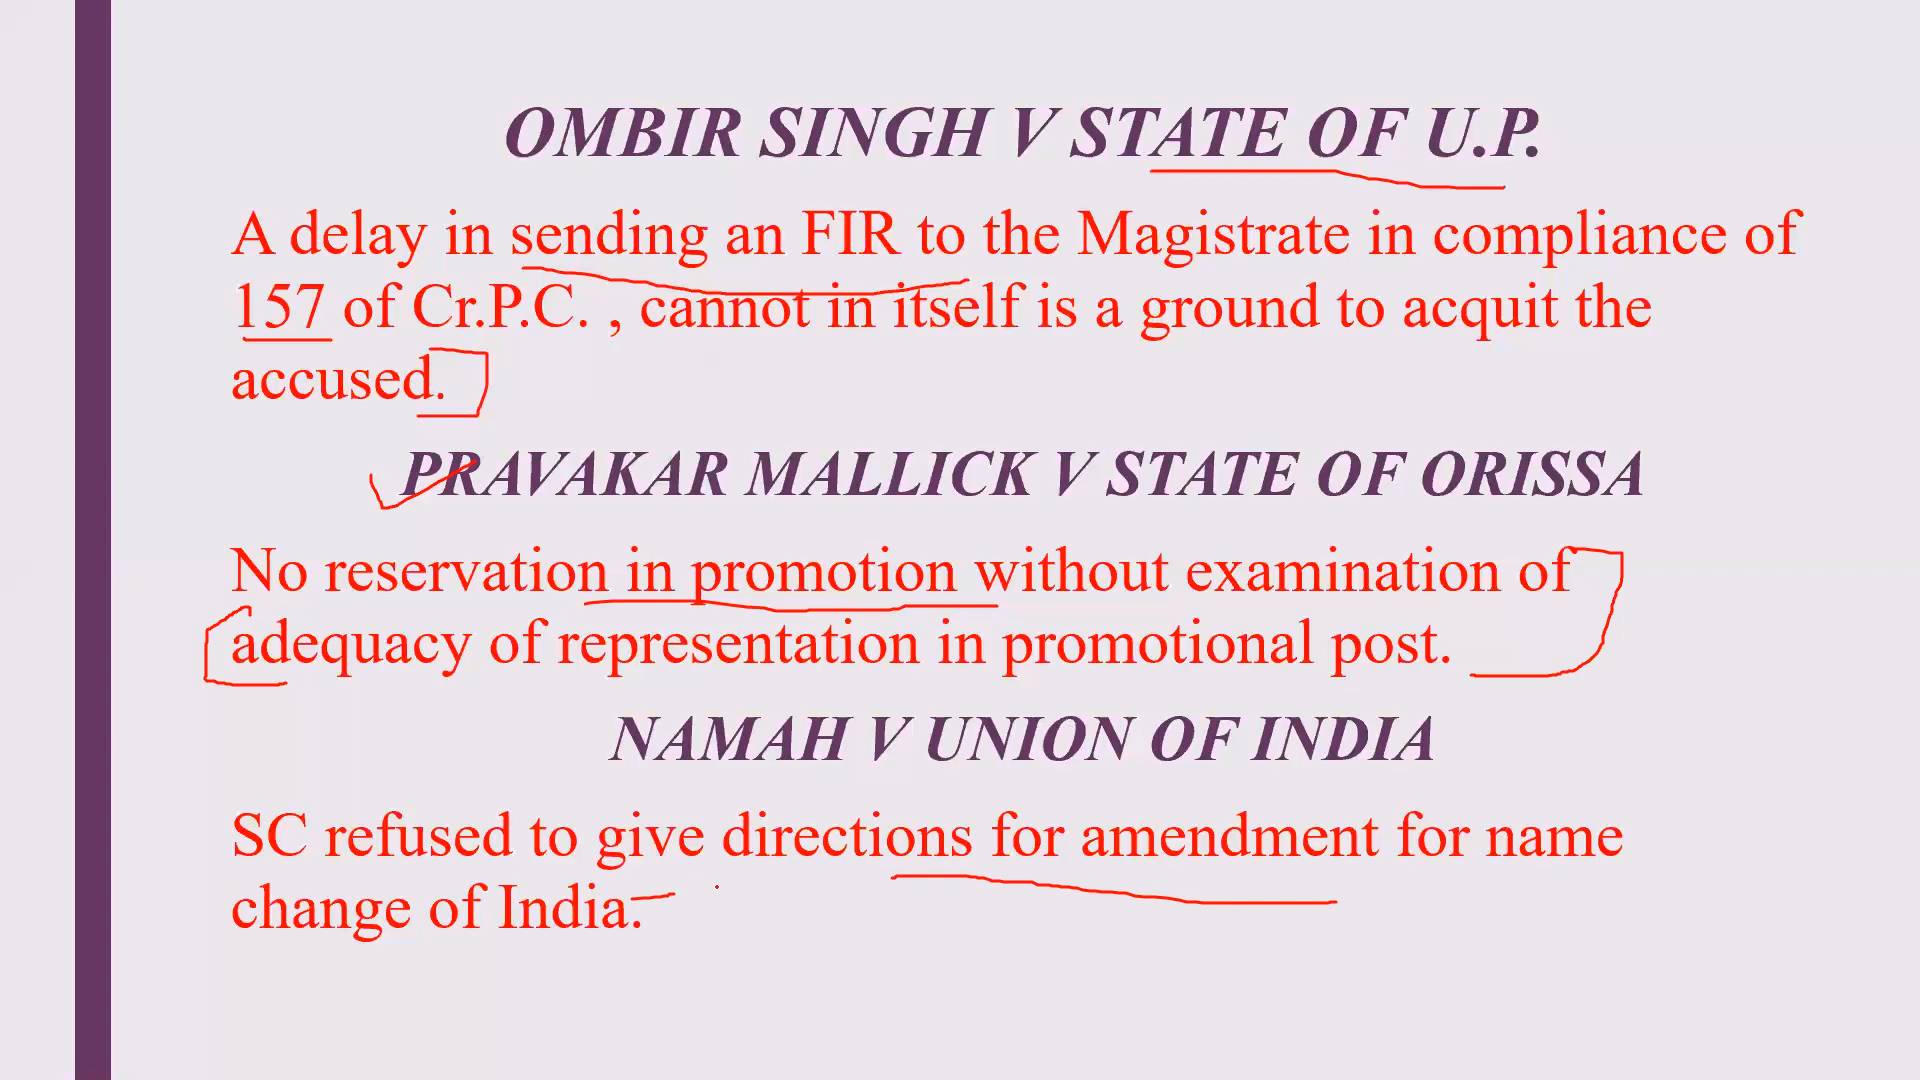 OMBIR SINGH V STATE OF U.P.
A delay in sending an FIR to the Magistrate in compliance of
157 of Cr.P.C. , cannot in itself is a ground to acquit the
accused.
PRAVAKAR MALLICK V STATE OF ORISSA
No reservation in promotion without examination of
adequacy of representation in promotional post.
NAMAH V UNION OF INDIA
SC refused to give directions for amendment for name
change of India.